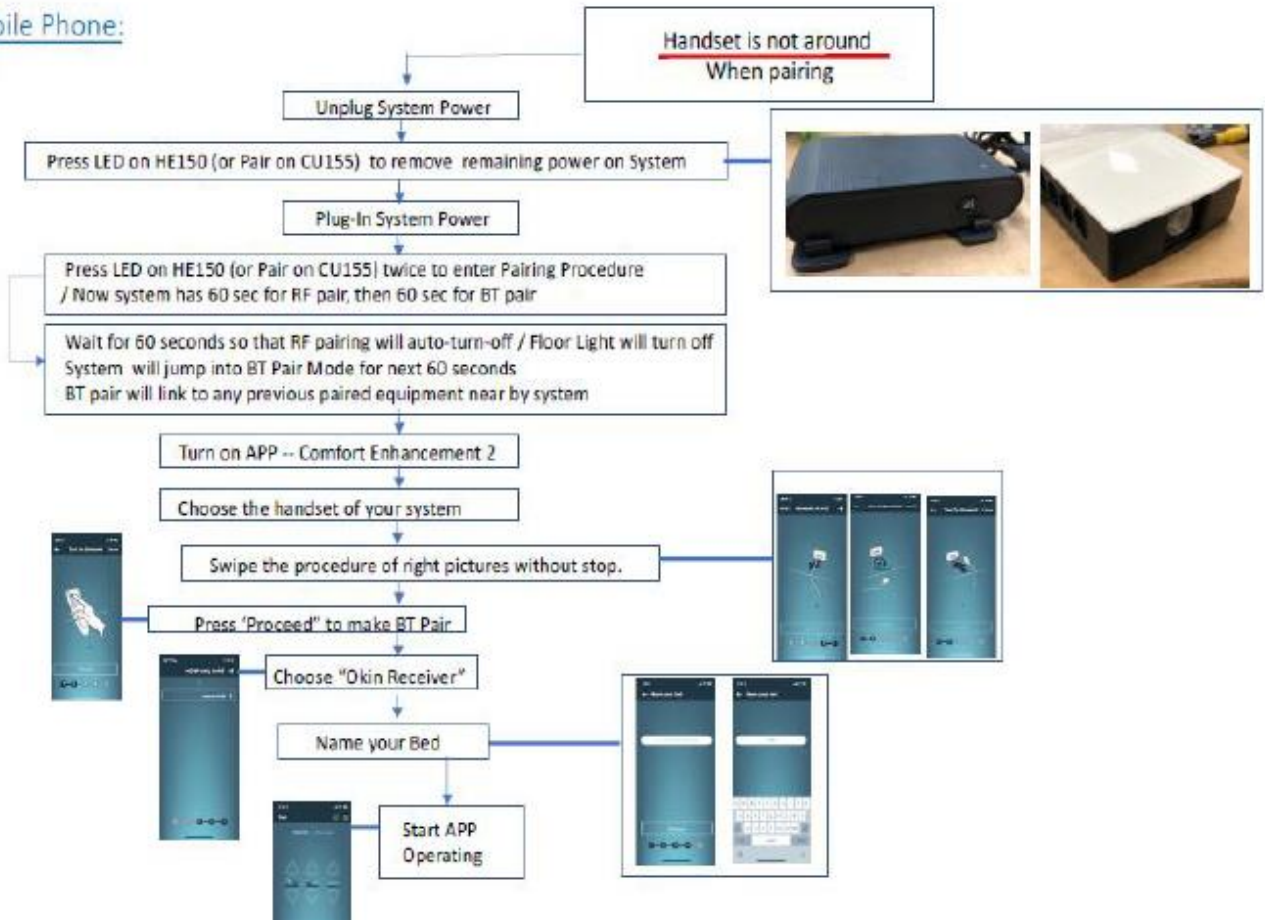 bile Phone:
Handset is not around
When pairing
Unplug System Power
Press LED on HE150 (or Pair on CU155) to remove remaining power on System
Plug-In System Power
Press LED on HE150 (or Pair on CU155) twice to enter Pairing Procedure
/ Now system has 60 sec for RF pair, then 60 sec for BT pair
Wait for 60 seconds so that RF pairing will auto-turn-off / Floor Light will turn off
System will jump into BT Pair Mode for next 60 seconds
BT pair will link to any previous paired equipment near by system
Turn on APP -- Comfort Enhancement 2
Choose the handset of your system
Swipe the procedure of right pictures without stop.
Press "Proceed" to make BT Pair
Choose "Okin Receiver"
Name your Bed
Start APP
Operating